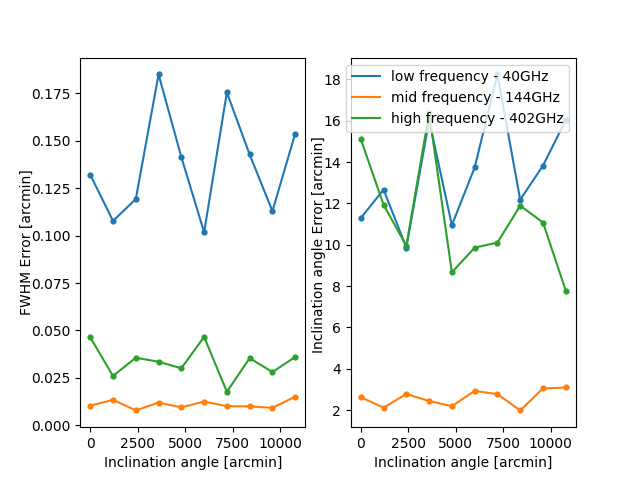 FWHM Error [arcmin]
0.175
0.150
0.125
0.100
0.075
0.050
0.025
0.000
0 2500 5000 7500 10000
Inclination angle [arcmin]
Inclination angle Error [arcmin]
18
16
14
12
10
8
6
4
2
low frequency - 40GHz
mid frequency - 144GHz
high frequency - 402GHz
0 2500 5000 7500 10000
Inclination angle [arcmin]